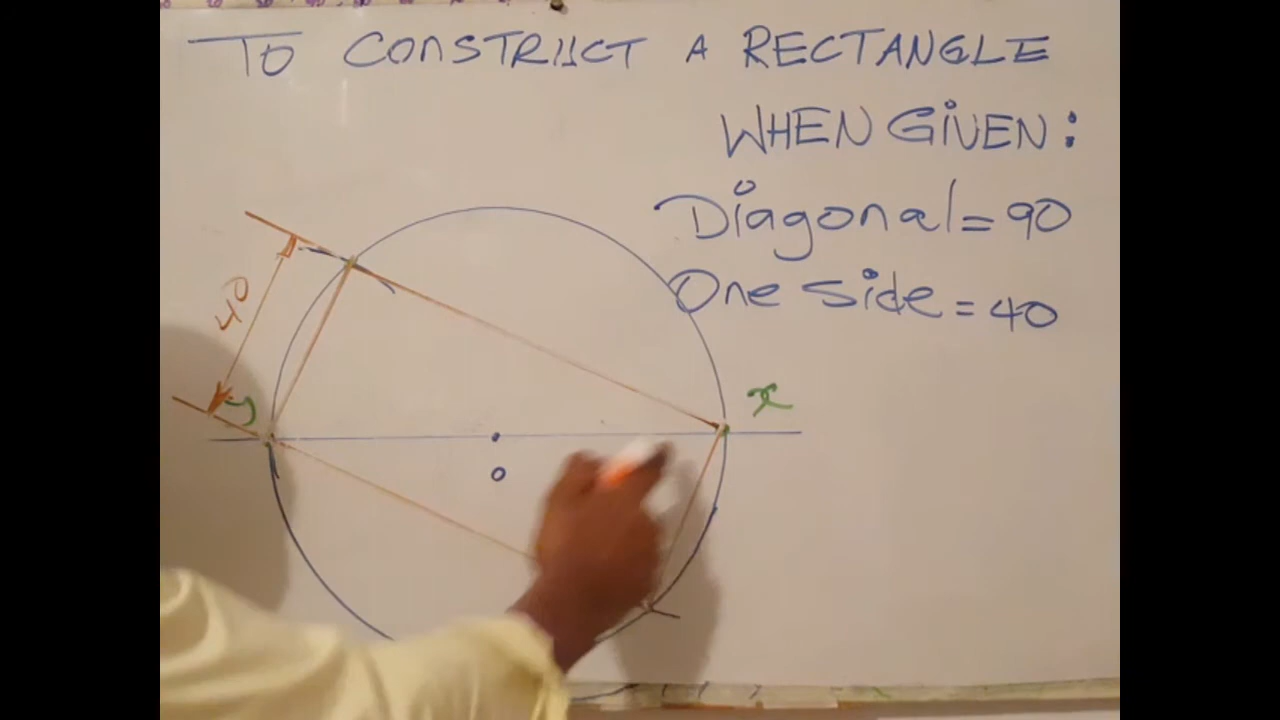 TO CONSTRUCT A RECTANGLE
WHEN GIVEN:
Diagonal = 90
One side = 40
40
y
x
o